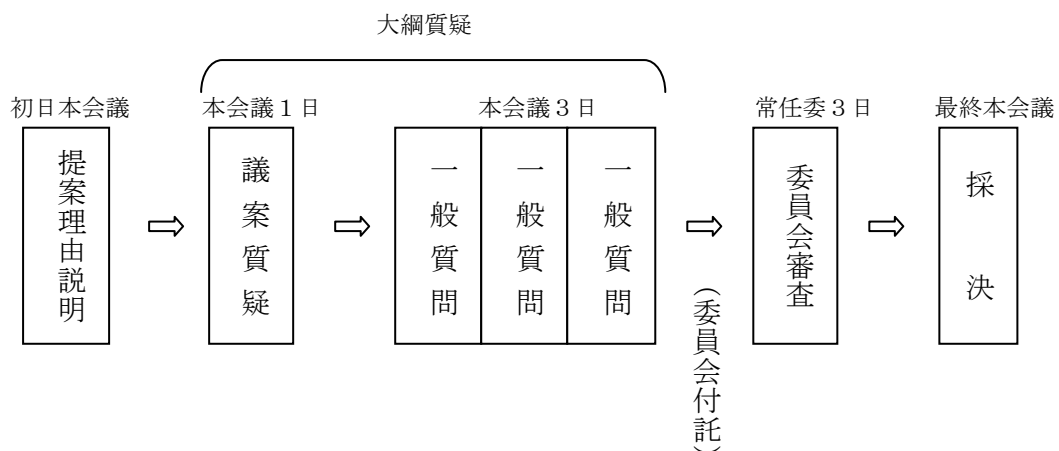 大綱質疑
初日本会議
本会議1日
本会議3日
常任委3日
最終本会議
提案理由説明
議案質疑
一般質問
一般質問
一般質問
（委員会付託）
委員会審査
採決